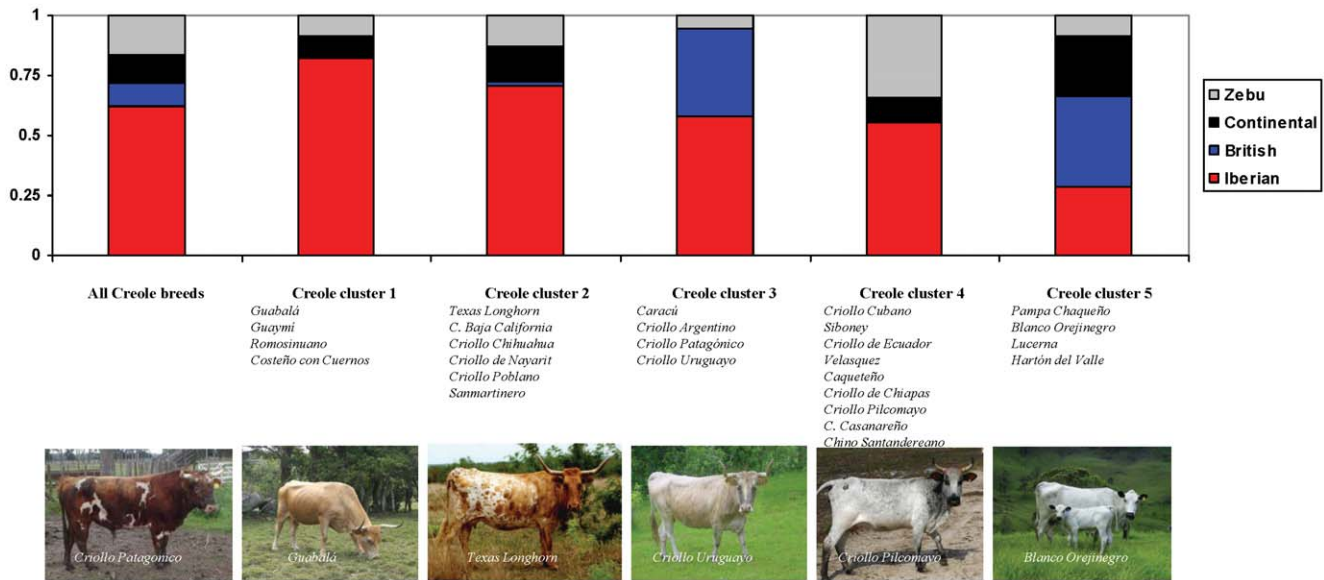 1
0.75
0.5
0.25
0
Zebu
Continental
British
Iberian
All Creole breeds
Creole cluster 1
Guabalá
Guaymí
Romosinuano
Costeño con Cuernos
Creole cluster 2
Texas Longhorn
C. Baja California
Criollo Chihuahua
Criollo de Nayarit
Criollo Poblano
Sanmartinero
Creole cluster 3
Caracú
Criollo Argentino
Criollo Patagónico
Criollo Uruguayo
Creole cluster 4
Criollo Cubano
Siboney
Criollo de Ecuador
Velasquez
Caqueteño
Criollo de Chiapas
Criollo Pilcomayo
C. Casanareño
Chino Santandereano
Creole cluster 5
Pampa Chaqueño
Blanco Orejinegro
Lucerna
Hartón del Valle
Criollo Patagonico
Guabalá
Texas Longhorn
Criollo Uruguayo
Criollo Pilcomayo
Blanco Orejinegro